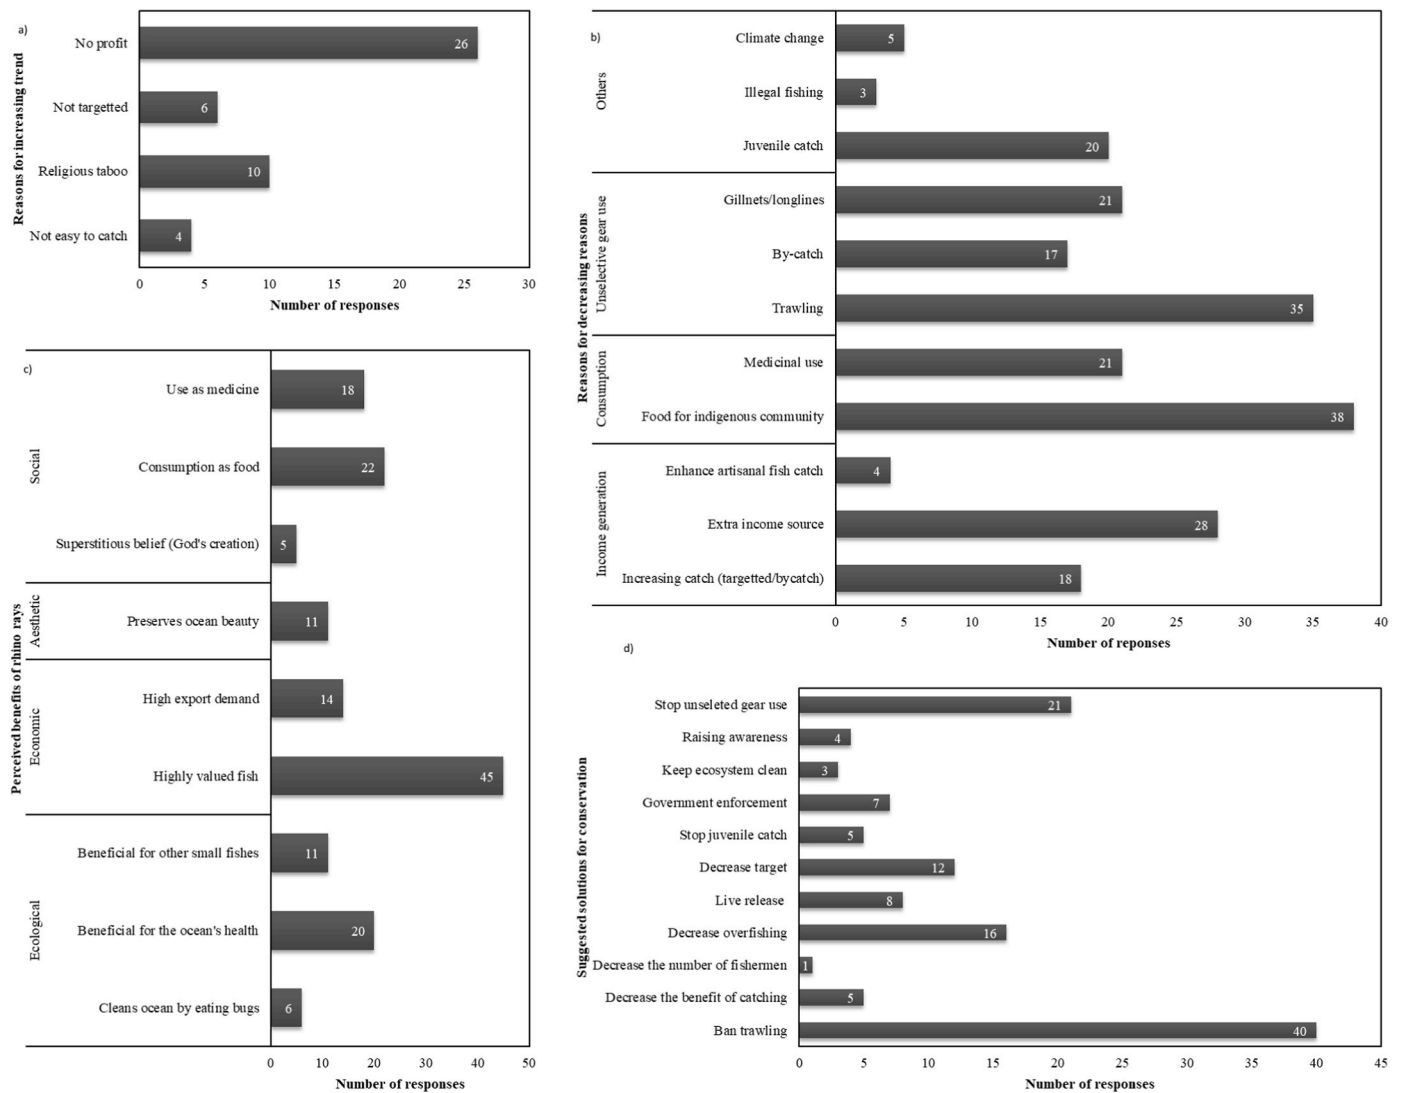 a)
Reasons for increasing trend
No profit
26
Not targetted
6
Religious taboo
10
Not easy to catch
4
0 5 10 15 20 25 30
Number of responses
b)
Reasons for decreasing reasons
Others
Climate change
5
Illegal fishing
3
Juvenile catch
20
Unselective gear use
Gillnets/longlines
21
By-catch
17
Trawling
35
Consumption
Medicinal use
21
Food for indigenous community
38
Income generation
Enhance artisanal fish catch
4
Extra income source
28
Increasing catch (targetted/bycatch)
18
0 5 10 15 20 25 30 35 40
Number of reponses
c)
Perceived benefits of rhino rays
Social
Use as medicine
18
Consumption as food
22
Superstitious belief (God's creation)
5
Aesthetic
Preserves ocean beauty
11
Economic
High export demand
14
Highly valued fish
45
Ecological
Beneficial for other small fishes
11
Beneficial for the ocean's health
20
Cleans ocean by eating bugs
6
0 10 20 30 40 50
Number of responses
d)
Suggested solutions for conservation
Stop unseleted gear use
21
Raising awareness
4
Keep ecosystem clean
3
Government enforcement
7
Stop juvenile catch
5
Decrease target
12
Live release
8
Decrease overfishing
16
Decrease the number of fishermen
1
Decrease the benefit of catching
5
Ban trawling
40
0 5 10 15 20 25 30 35 40 45
Number of responses